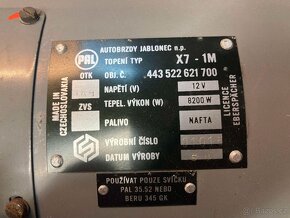 PAL
AUTOBRZDY JABLONEC n.p.
TOPENÍ TYP X7 - 1M
OTK
OBJ. Č. 443 522 621 700
MADE IN
CZECHOSLOVAKIA
NAPĚTÍ (V) 12V
TEPEL. VÝKON (W) 8200W
ZVS
PALIVO NAFTA
LICENCE
EBERSPÄCHER
VÝROBNÍ ČÍSLO
DATUM VÝROBY
POUŽÍVAT POUZE SVÍČKU
PAL 35.52 NEBO
BERU 345 GK